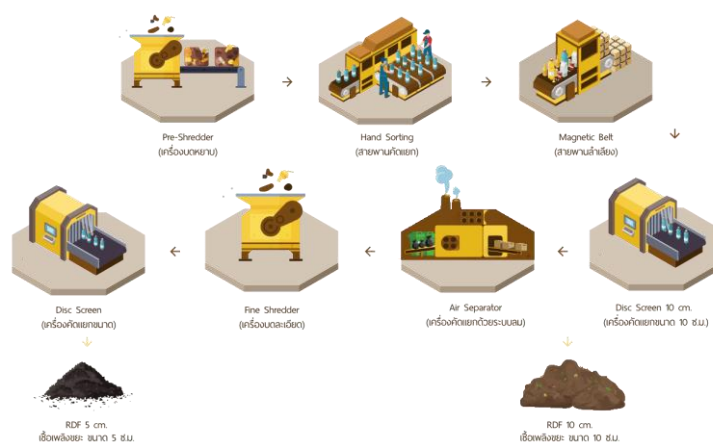 Pre-Shredder
(เครื่องบดหยาบ)
Hand Sorting
(สายพานคัดแยก)
Magnetic Belt
(สายพานลำเลียง)
Disc Screen
(เครื่องคัดแยกขนาด)
Fine Shredder
(เครื่องบดละเอียด)
Air Separator
(เครื่องคัดแยกด้วยระบบลม)
Disc Screen 10 cm.
(เครื่องคัดแยกขนาด 10 ซ.ม.)
RDF 5 cm.
เชื้อเพลิงขยะ ขนาด 5 ซ.ม.
RDF 10 cm.
เชื้อเพลิงขยะ ขนาด 10 ซ.ม.